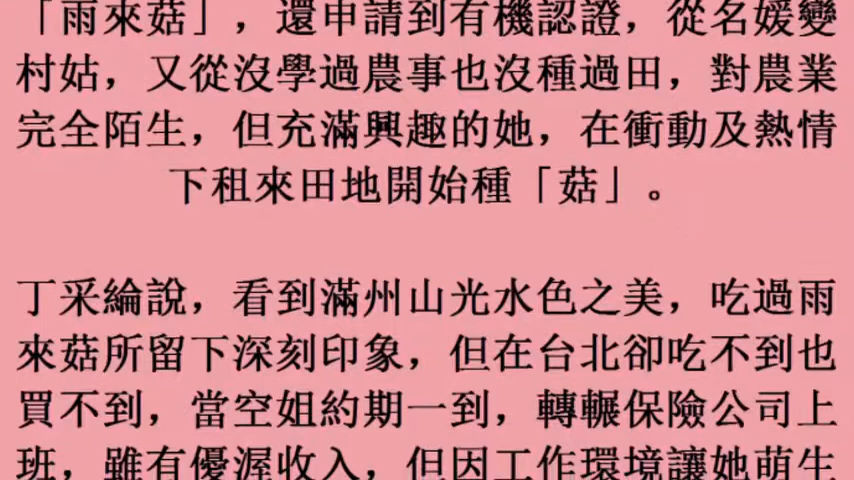 「雨來菇」，還申請到有機認證，從名媛變
村姑，又從沒學過農事也沒種過田，對農業
完全陌生，但充滿興趣的她，在衝動及熱情
下租來田地開始種「菇」。
丁采綸說，看到滿州山光水色之美，吃過雨
來菇所留下深刻印象，但在台北卻吃不到也
買不到，當空姐約期一到，轉輾保險公司上
班，雖有優渥收入，但因工作環境讓她萌生